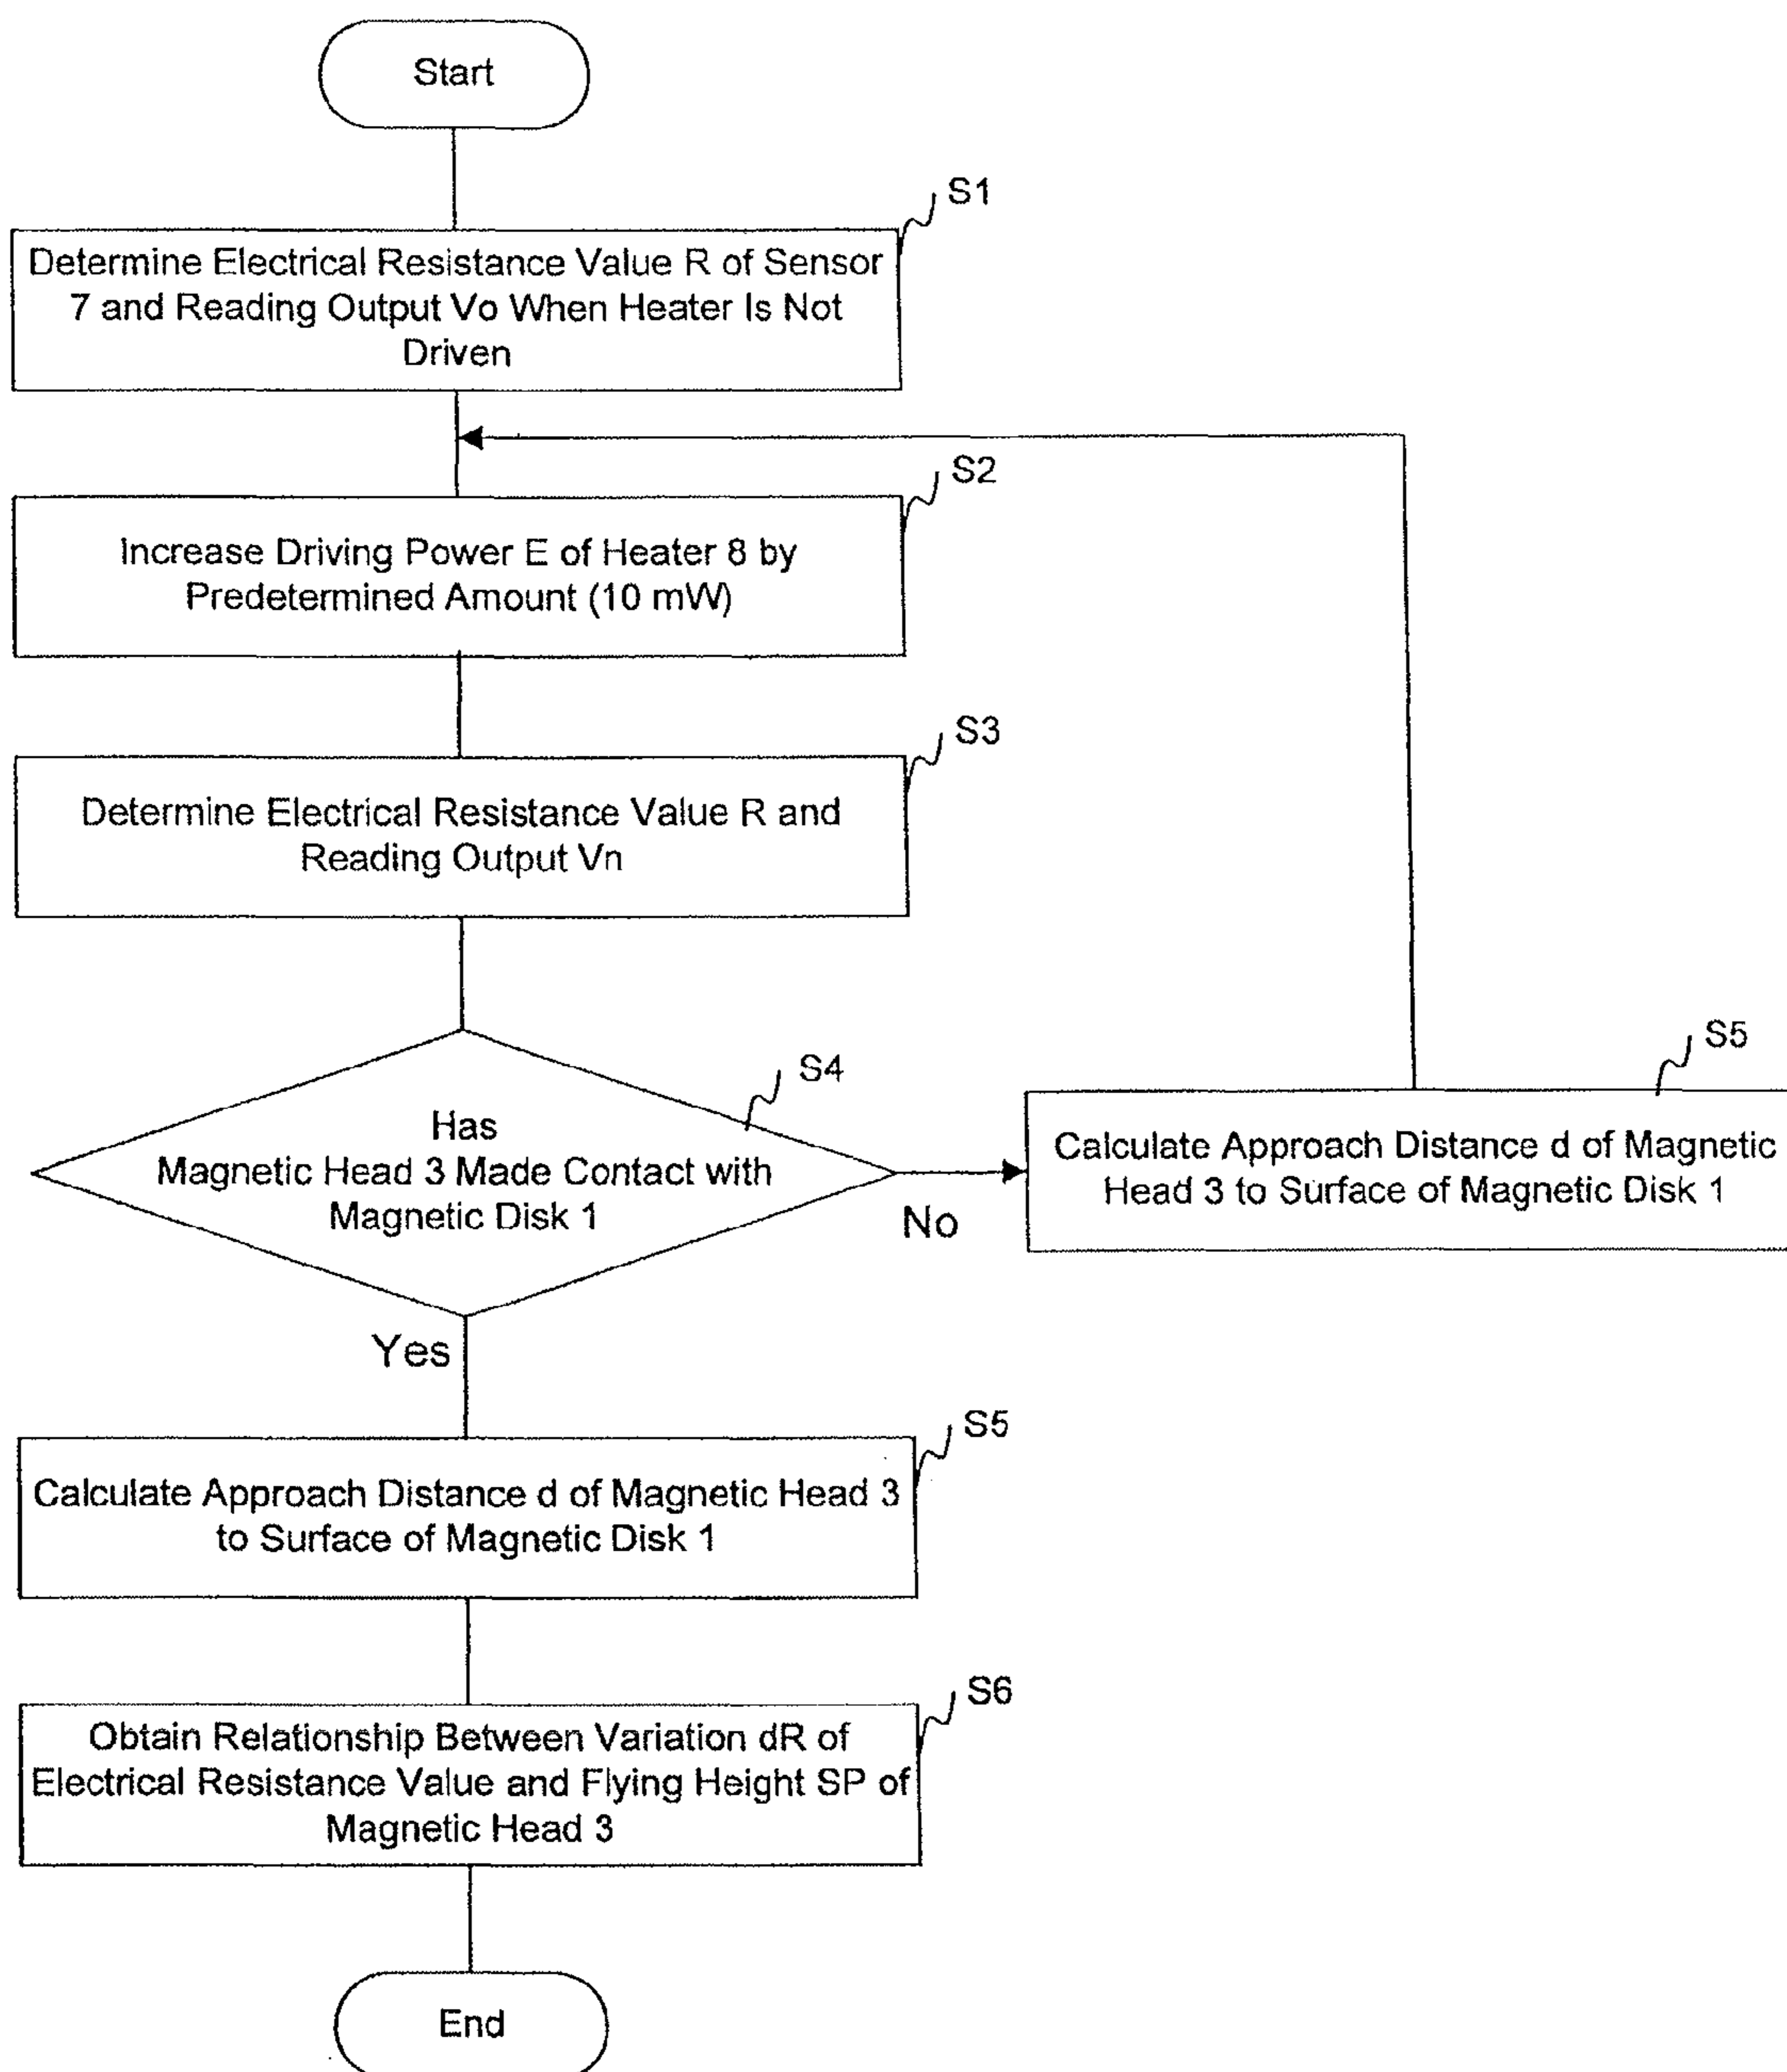 Start
S1
Determine Electrical Resistance Value R of Sensor
7 and Reading Output Vo When Heater Is Not
Driven
S2
Increase Driving Power E of Heater 8 by
Predetermined Amount (10 mW)
S3
Determine Electrical Resistance Value R and
Reading Output Vn
S4
Has
Magnetic Head 3 Made Contact with
Magnetic Disk 1
No
S5
Calculate Approach Distance d of Magnetic
Head 3 to Surface of Magnetic Disk 1
Yes
S5
Calculate Approach Distance d of Magnetic Head 3
to Surface of Magnetic Disk 1
S6
Obtain Relationship Between Variation dR of
Electrical Resistance Value and Flying Height SP of
Magnetic Head 3
End